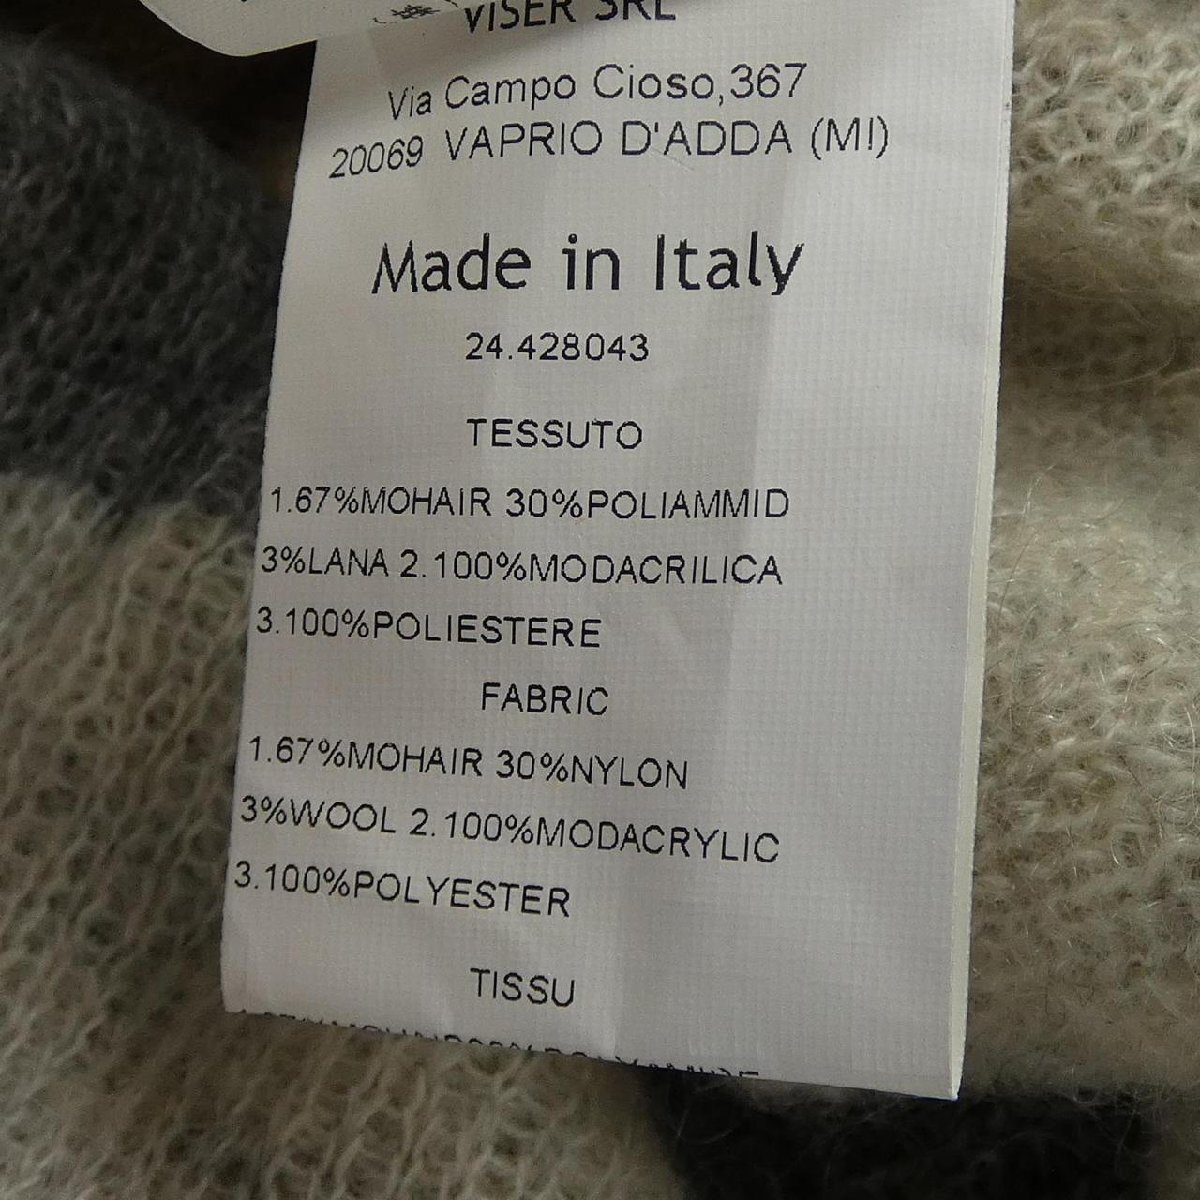 VISER SRL
Via Campo Cioso,367
20069 VAPRIO D'ADDA (MI)
Made in Italy
24.428043
TESSUTO
1.67%MOHAIR 30%POLIAMMID
3%LANA 2.100%MODACRILICA
3.100%POLIESTERE
FABRIC
1.67%MOHAIR 30%NYLON
3%WOOL 2.100%MODACRYLIC
3.100%POLYESTER
TISSU